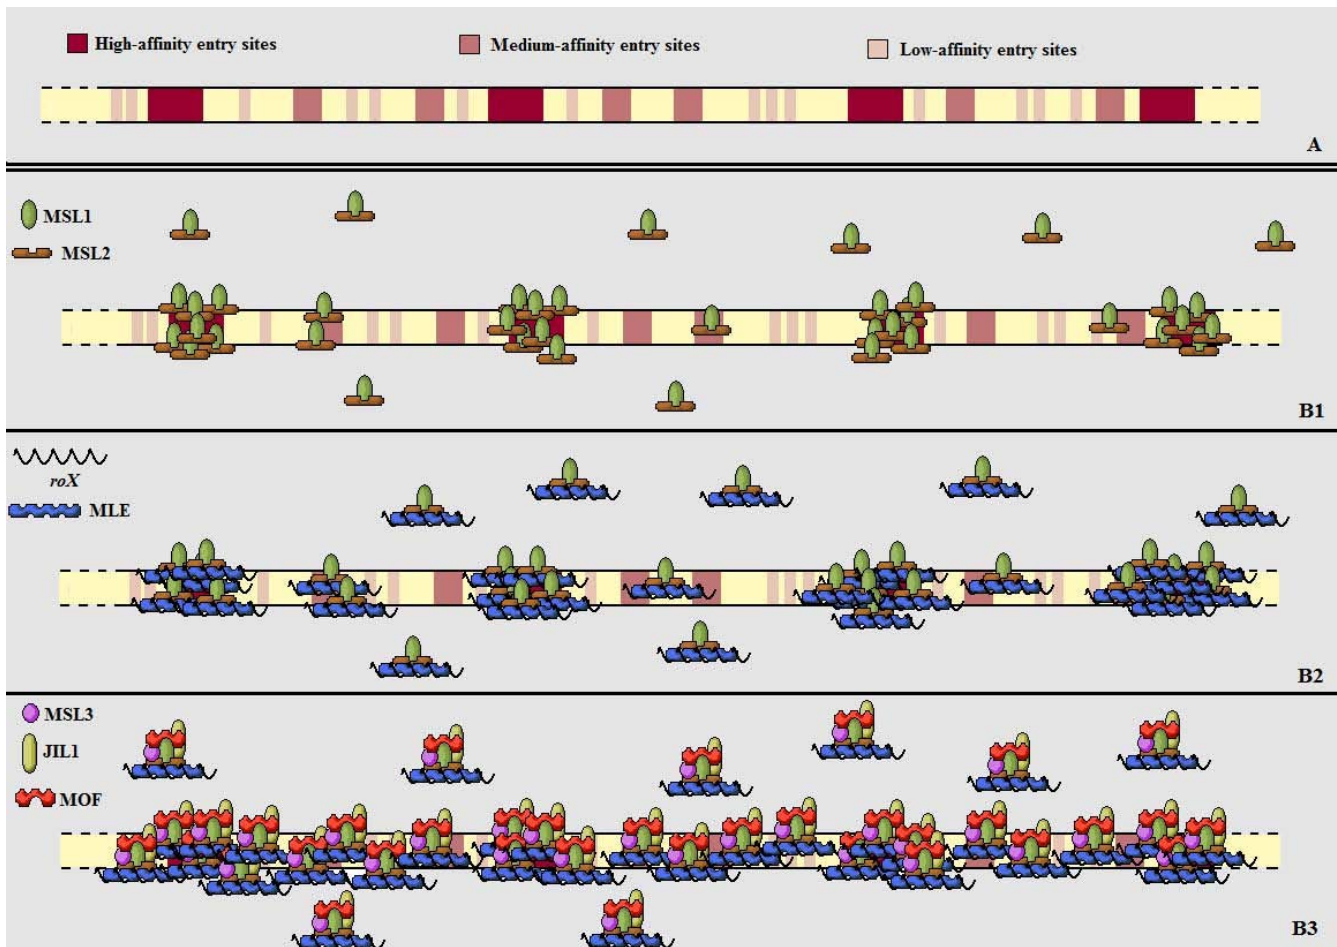 High-affinity entry sites
Medium-affinity entry sites
Low-affinity entry sites
A
MSL1
MSL2
B1
roX
MLE
B2
MSL3
JIL1
MOF
B3